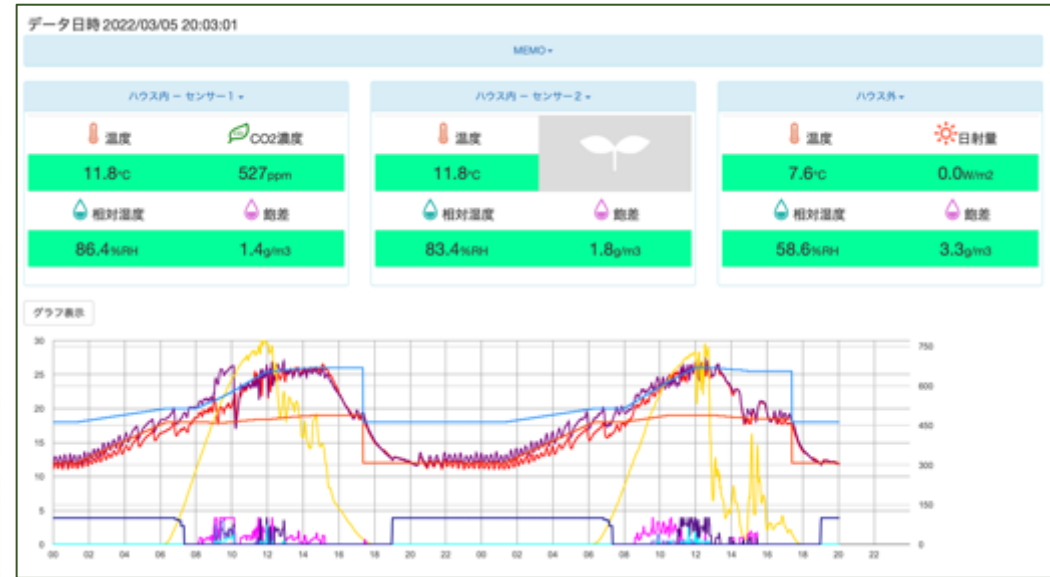 データ日時 2022/03/05 20:03:01
MEMO
ハウス内 − センサー1
ハウス内 − センサー2
ハウス外
温度
CO2濃度
温度
温度
日射量
11.8℃
527ppm
11.8℃
7.6℃
0.0W/m2
相対湿度
飽差
相対湿度
飽差
相対湿度
飽差
86.4%RH
1.4g/m3
83.4%RH
1.8g/m3
58.6%RH
3.3g/m3
グラフ表示
30
25
20
15
10
5
0
750
600
450
300
150
0
00 02 04 06 08 10 12 14 16 18 20 22 00 02 04 06 08 10 12 14 16 18 20 22